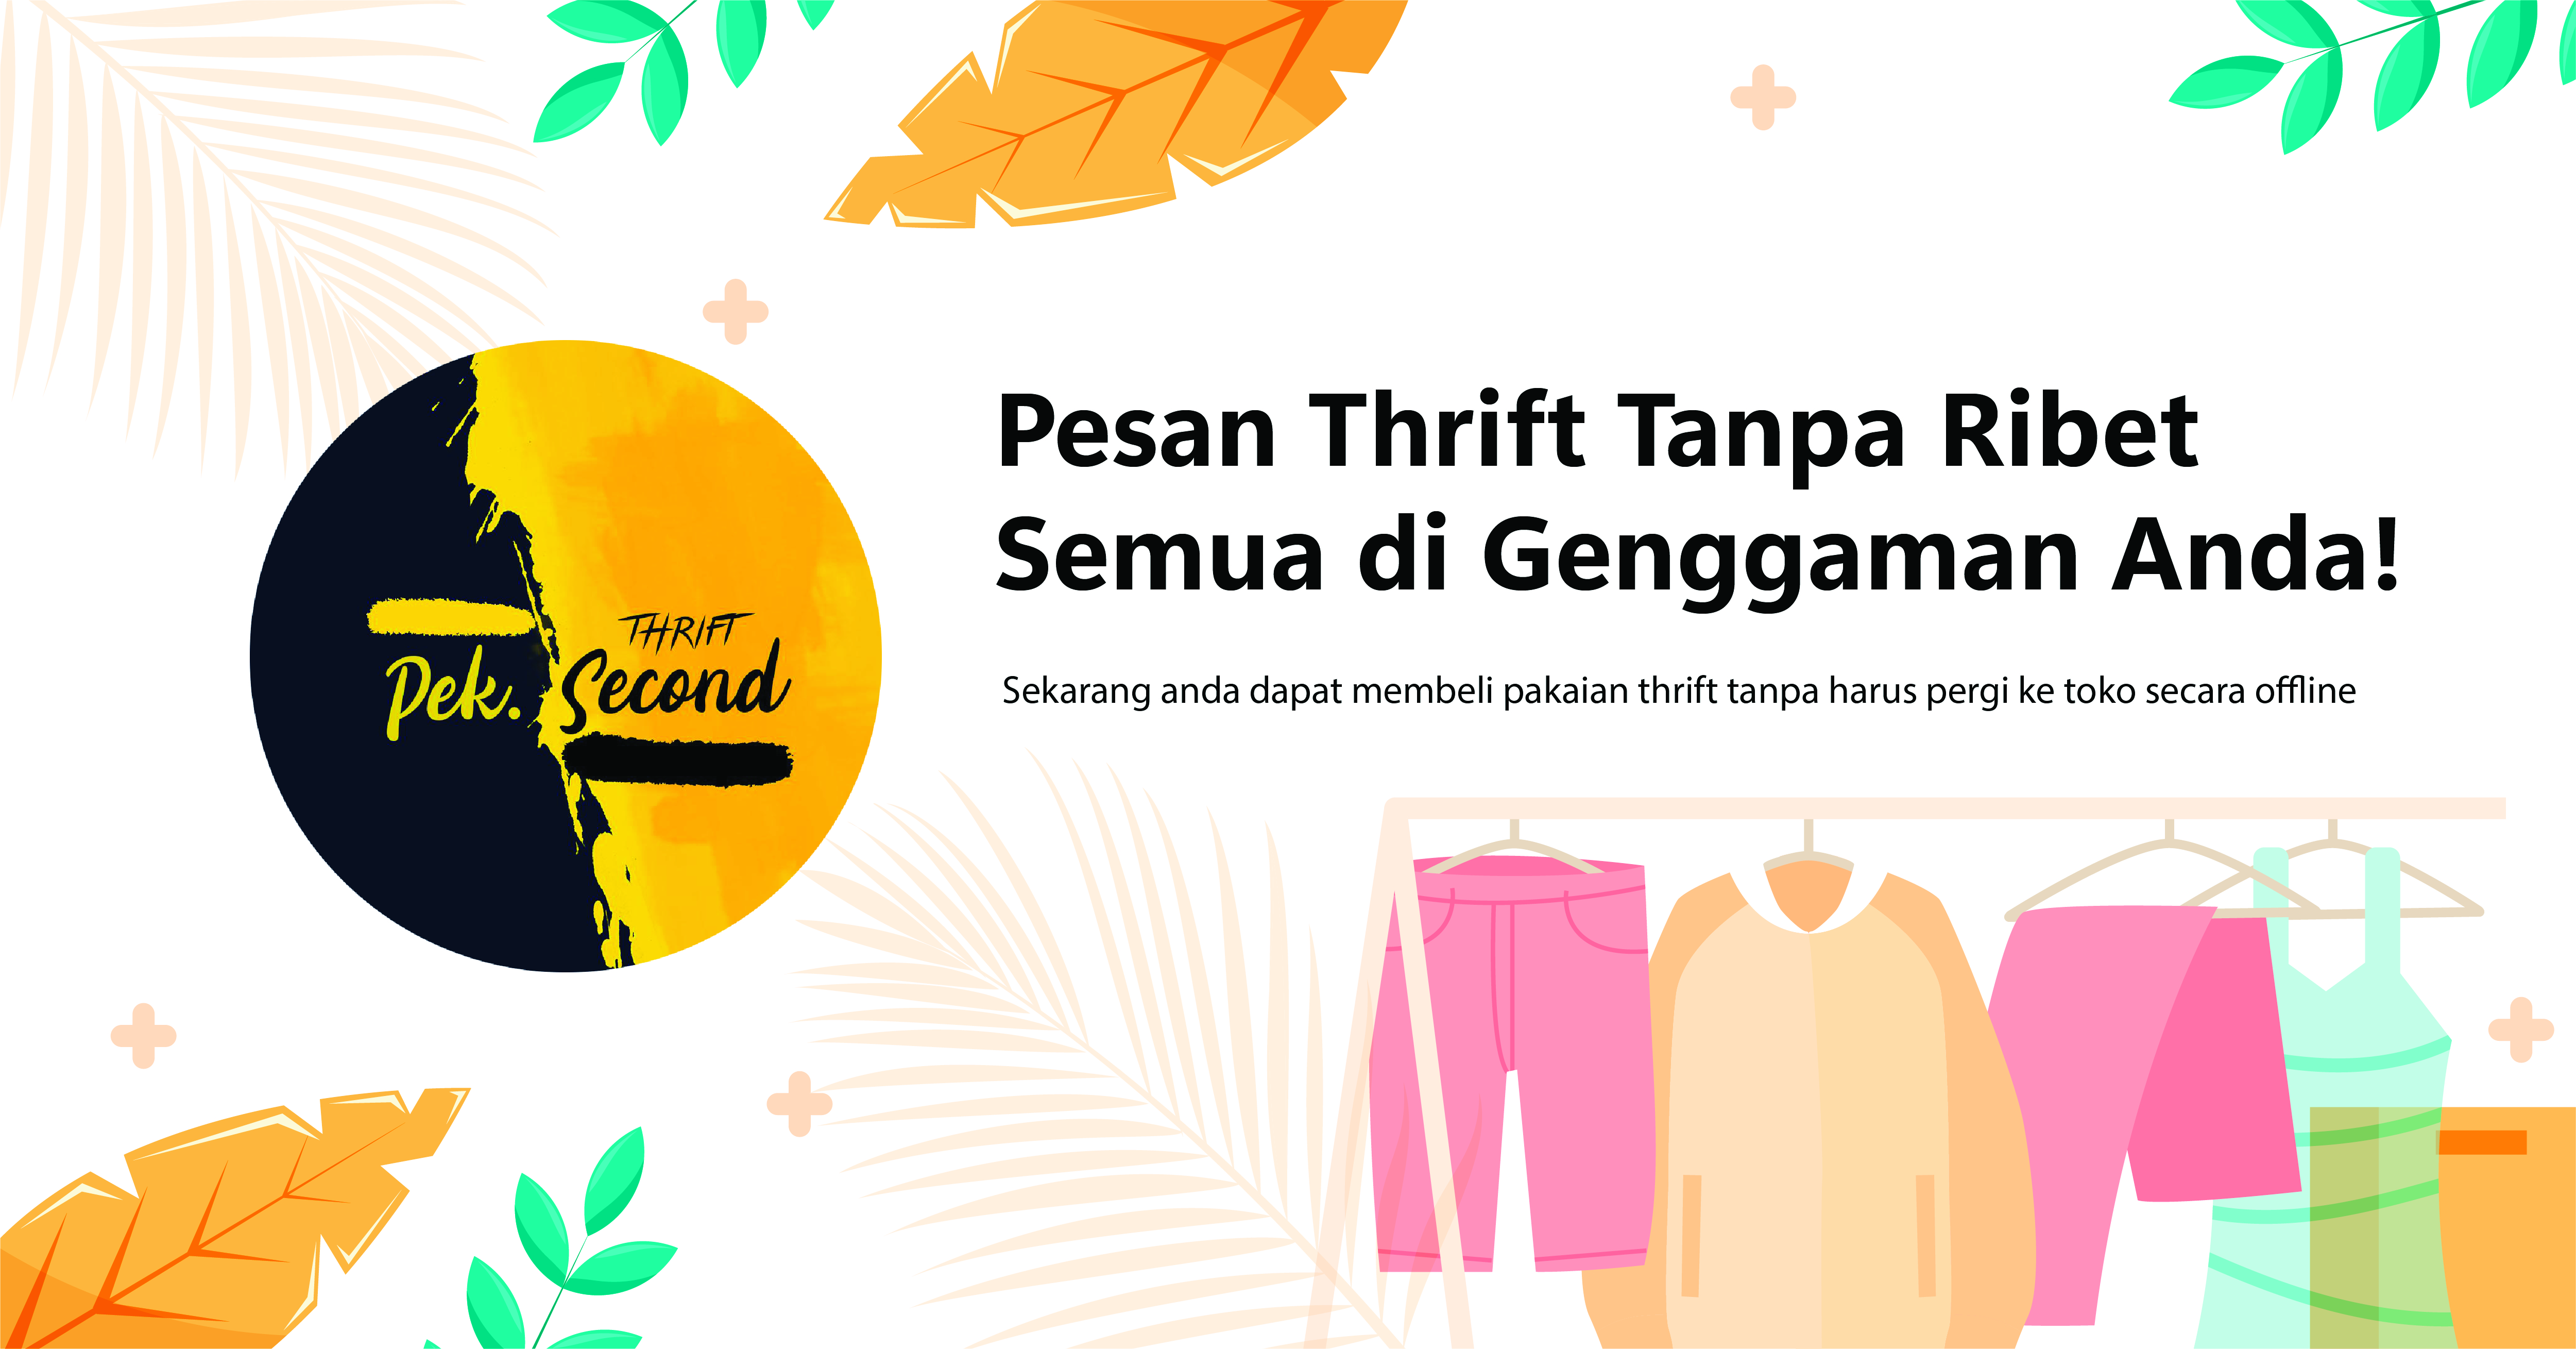 Pesan Thrift Tanpa Ribet
Semua di Genggaman Anda!
Sekarang anda dapat membeli pakaian thrift tanpa harus pergi ke toko secara offline
THRIFT
Pek. Second